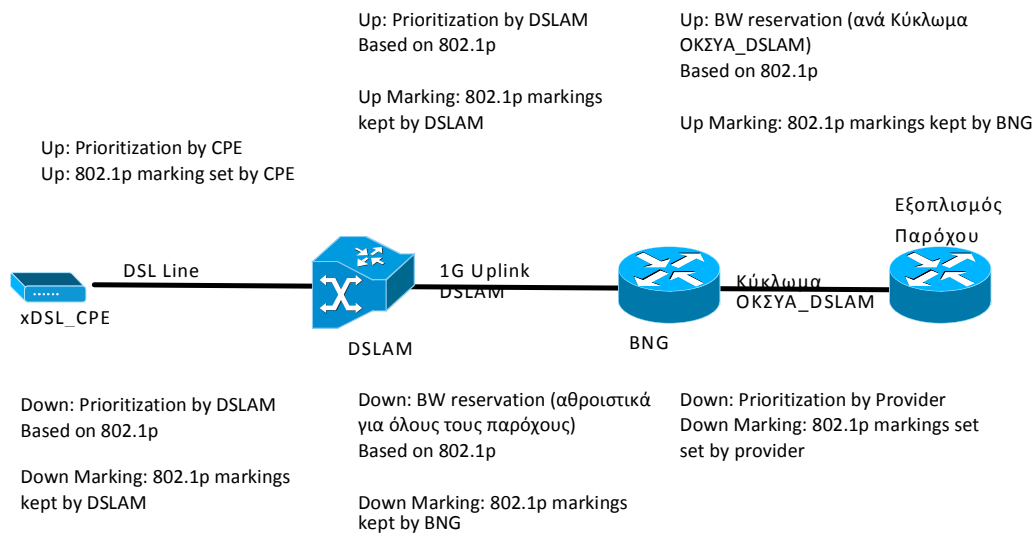 Up: Prioritization by DSLAM
Based on 802.1p
Up Marking: 802.1p markings
kept by DSLAM
Up: BW reservation (ανά Κύκλωμα
ΟΚΣΥΑ_DSLAM)
Based on 802.1p
Up Marking: 802.1p markings kept by BNG
Up: Prioritization by CPE
Up: 802.1p marking set by CPE
Εξοπλισμός
Παρόχου
DSL Line
1G Uplink
DSLAM
Κύκλωμα
ΟΚΣΥΑ_DSLAM
xDSL_CPE
DSLAM
BNG
Down: Prioritization by DSLAM
Based on 802.1p
Down Marking: 802.1p markings
kept by DSLAM
Down: BW reservation (αθροιστικά
για όλους τους παρόχους)
Based on 802.1p
Down Marking: 802.1p markings
kept by BNG
Down: Prioritization by Provider
Down Marking: 802.1p markings set
set by provider